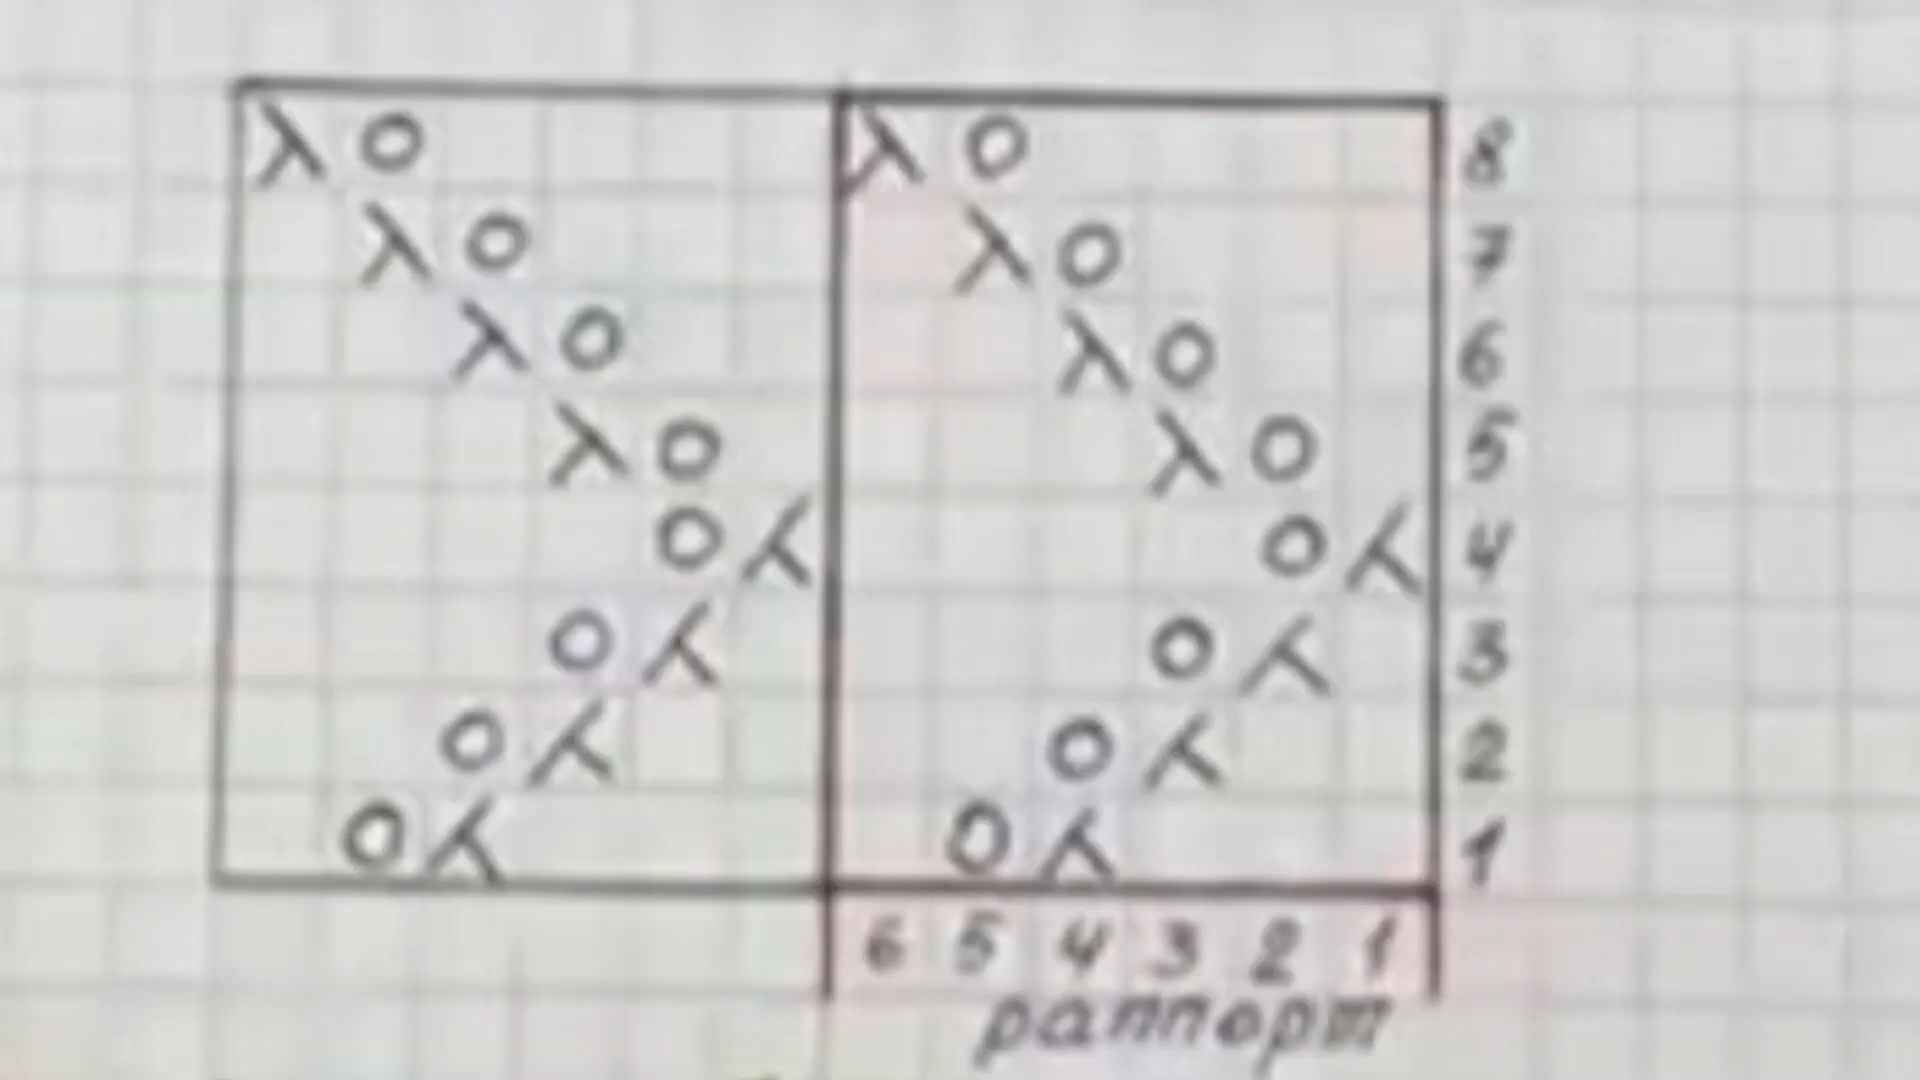 λ O λ O 8
λ O λ O 7
λ O λ O 6
λ O λ O 5
O ⅄ O ⅄ 4
O ⅄ O ⅄ 3
O ⅄ O ⅄ 2
O ⅄ O ⅄ 1
6 5 4 3 2 1
раппорт